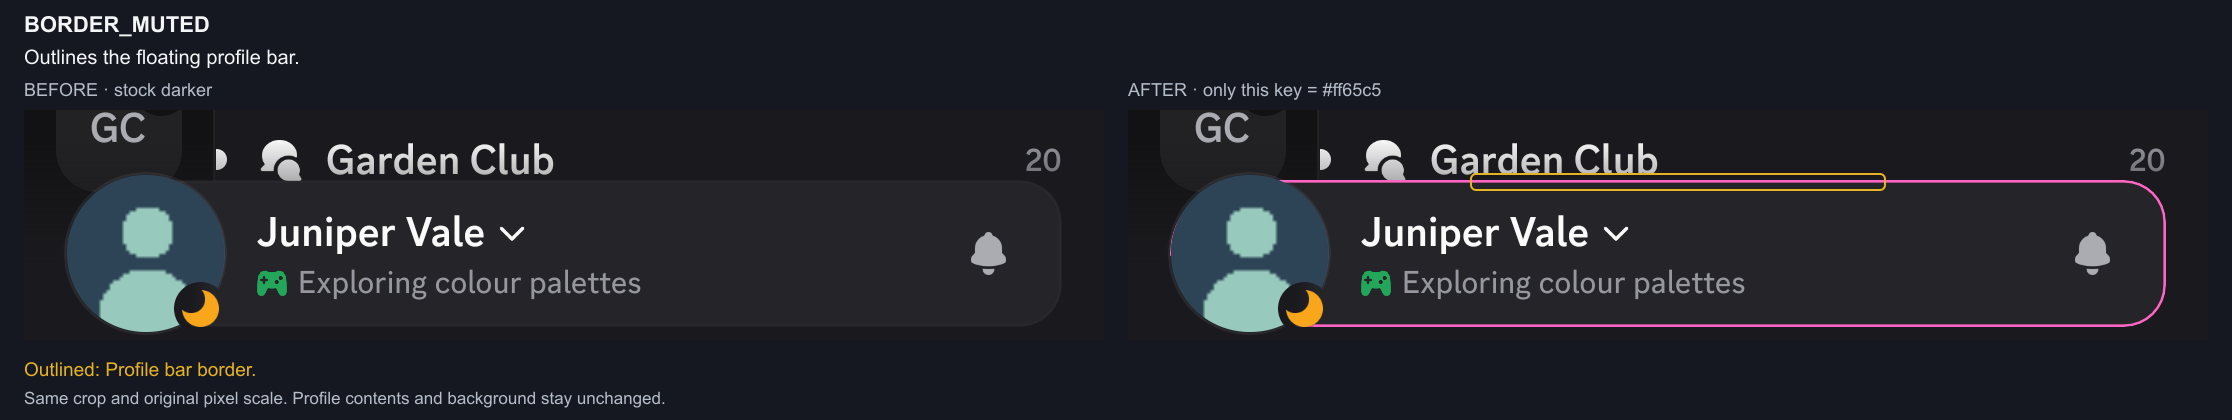 BORDER_MUTED
Outlines the floating profile bar.
BEFORE · stock darker
AFTER · only this key = #ff65c5
GC
Garden Club
20
Juniper Vale
Exploring colour palettes
GC
Garden Club
20
Juniper Vale
Exploring colour palettes
Outlined: Profile bar border.
Same crop and original pixel scale. Profile contents and background stay unchanged.